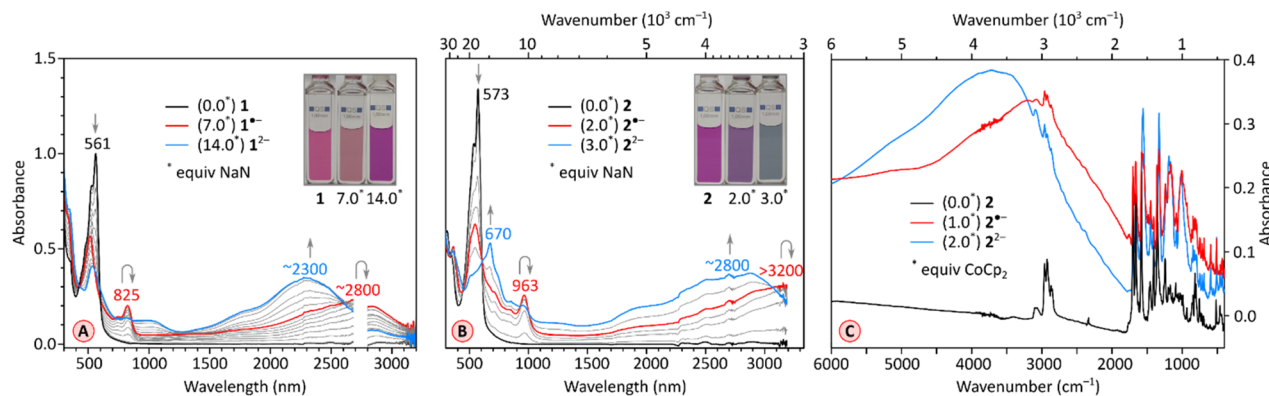 Wavenumber (10³ cm⁻¹)
30 20 10 5 4 3
Wavenumber (10³ cm⁻¹)
6 5 4 3 2 1
Absorbance
1.5
1.0
0.5
0.0
(0.0*) 1
(7.0*) 1•−
(14.0*) 1²⁻
* equiv NaN
1 7.0* 14.0*
561
825
~2300
~2800
A
500 1000 1500 2000 2500 3000
Wavelength (nm)
573
(0.0*) 2
(2.0*) 2•−
(3.0*) 2²⁻
* equiv NaN
2 2.0* 3.0*
670
963
~2800
>3200
B
500 1000 1500 2000 2500 3000
Wavelength (nm)
(0.0*) 2
(1.0*) 2•−
(2.0*) 2²⁻
* equiv CoCp₂
C
0.4
0.3
0.2
0.1
0.0
Absorbance
6000 5000 4000 3000 2000 1000
Wavenumber (cm⁻¹)